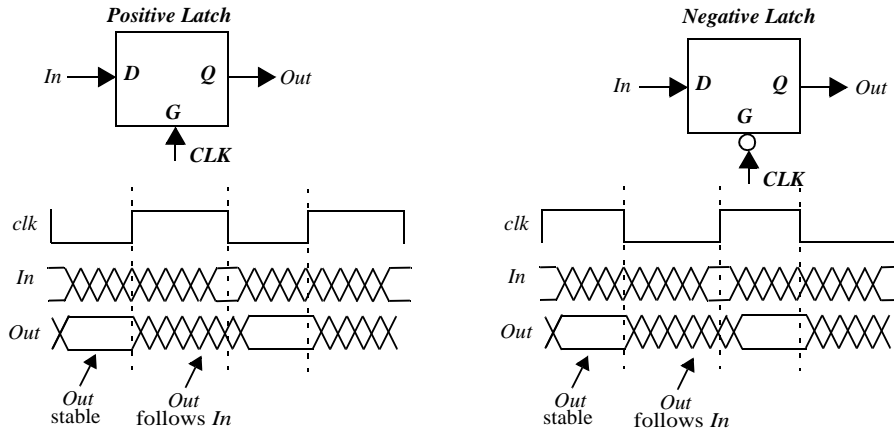 Positive Latch
In
D
Q
Out
G
CLK
clk
In
Out
Out
stable
Out
follows In
Negative Latch
In
D
Q
Out
G
CLK
clk
In
Out
Out
stable
Out
follows In